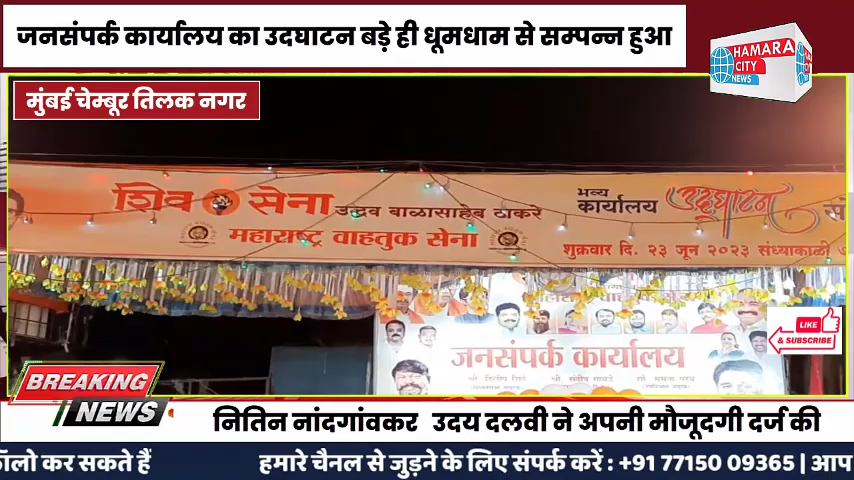 जनसंपर्क कार्यालय का उदघाटन बड़े ही धूमधाम से सम्पन्न हुआ
HAMARA
CITY
NEWS
मुंबई चेम्बूर तिलक नगर
शिव सेना
उद्धव बाळासाहेब ठाकरे
महाराष्ट्र वाहतुक सेना
भव्य
कार्यालय
उद्घाटन
शुक्रवार दि. २३ जून २०२३ संध्याकाळी
जनसंपर्क कार्यालय
LIKE
& SUBSCRIBE
BREAKING
NEWS
नितिन नांदगांवकर उदय दलवी ने अपनी मौजूदगी दर्ज की
कर सकते हैं हमारे चैनल से जुड़ने के लिए संपर्क करें : +91 77150 09365 | आप